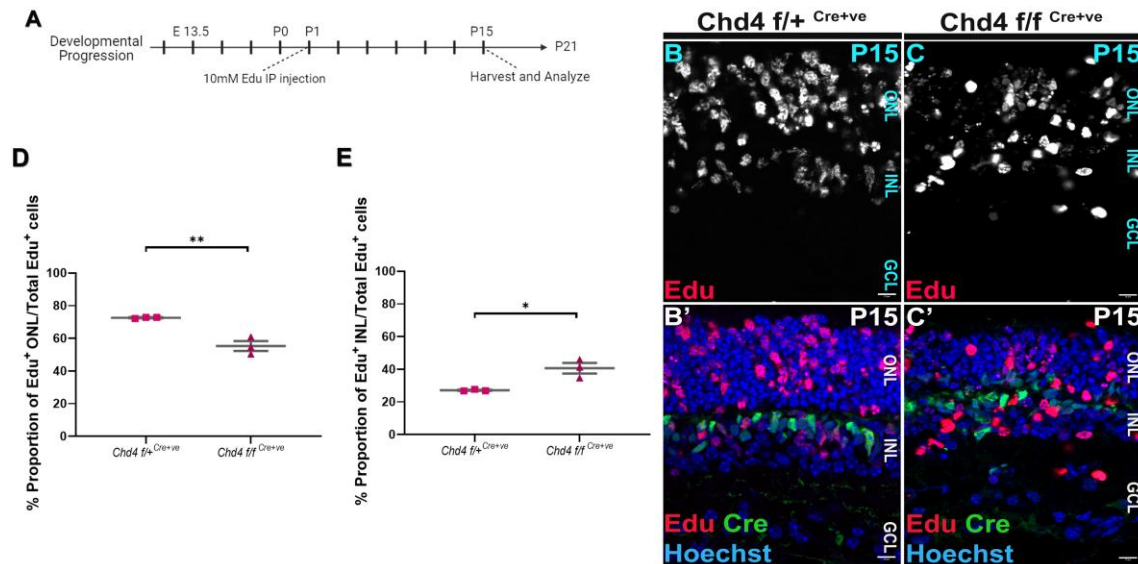 A
E 13.5 P0 P1 P15
Developmental
Progression
P21
10mM Edu IP injection
Harvest and Analyze
Chd4 f/+ Cre+ve
Chd4 f/f Cre+ve
B P15
ONL
INL
GCL
Edu
C P15
ONL
INL
GCL
Edu
B' P15
ONL
INL
GCL
Edu Cre
Hoechst
C' P15
ONL
INL
GCL
Edu Cre
Hoechst
D
% Proportion of Edu⁺ ONL/Total Edu⁺ cells
100
80
60
40
20
0
**
Chd4 f/+ Cre+ve
Chd4 f/f Cre+ve
E
% Proportion of Edu⁺ INL/Total Edu⁺ cells
100
80
60
40
20
0
*
Chd4 f/+ Cre+ve
Chd4 f/f Cre+ve